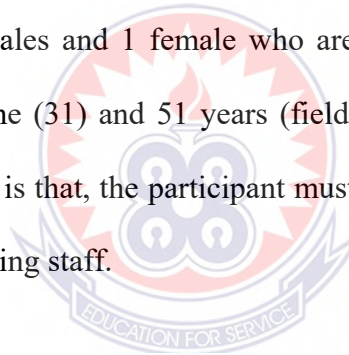 ales and 1 female who are
ne (31) and 51 years (field
is that, the participant must
ing staff.
EDUCATION FOR SERVICE